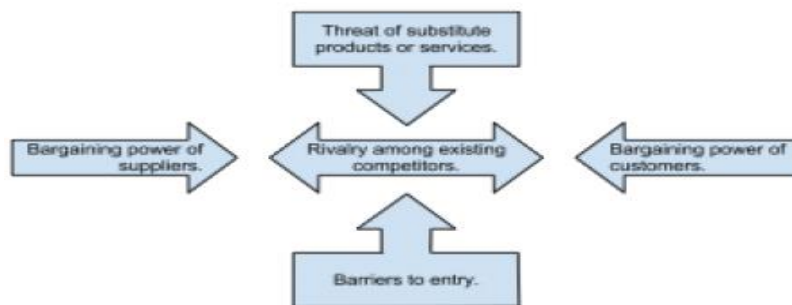 Threat of substitute
products or services.
Bargaining power of
suppliers.
Rivalry among existing
competitors.
Bargaining power of
customers.
Barriers to entry.